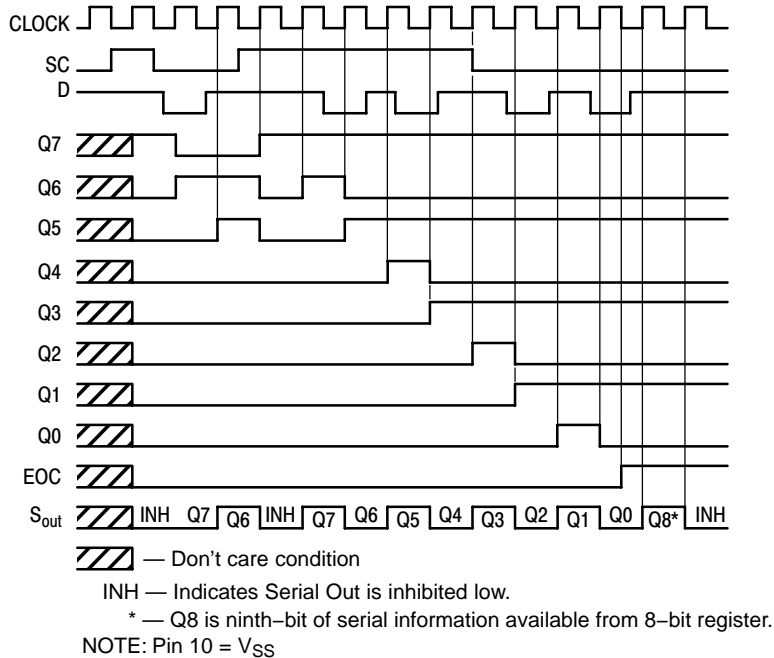 CLOCK
SC
D
Q7
Q6
Q5
Q4
Q3
Q2
Q1
Q0
EOC
Sout INH Q7 Q6 INH Q7 Q6 Q5 Q4 Q3 Q2 Q1 Q0 Q8* INH
— Don't care condition
INH — Indicates Serial Out is inhibited low.
* — Q8 is ninth−bit of serial information available from 8−bit register.
NOTE: Pin 10 = VSS